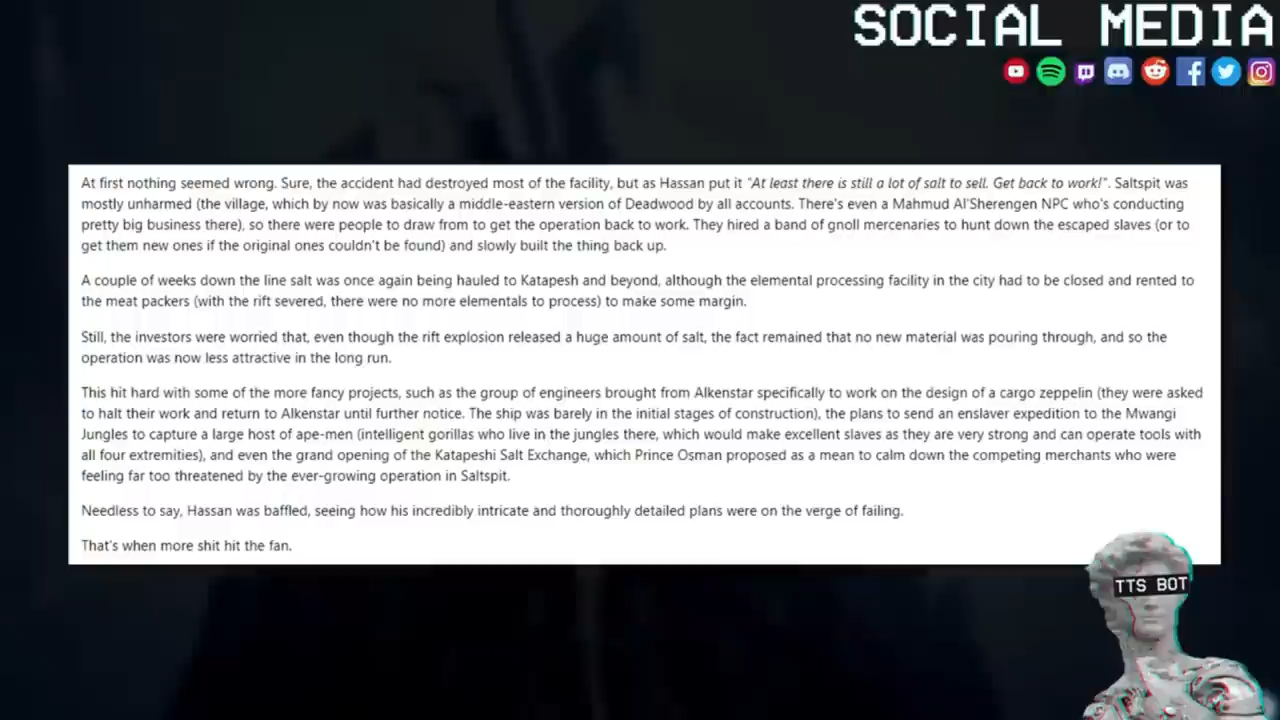 SOCIAL MEDIA
At first nothing seemed wrong. Sure, the accident had destroyed most of the facility, but as Hassan put it "At least there is still a lot of salt to sell. Get back to work!". Saltspit was
mostly unharmed (the village, which by now was basically a middle-eastern version of Deadwood by all accounts. There's even a Mahmud Al'Sherengen NPC who's conducting
pretty big business there), so there were people to draw from to get the operation back to work. They hired a band of gnoll mercenaries to hunt down the escaped slaves (or to
get them new ones if the original ones couldn't be found) and slowly built the thing back up.
A couple of weeks down the line salt was once again being hauled to Katapesh and beyond, although the elemental processing facility in the city had to be closed and rented to
the meat packers (with the rift severed, there were no more elementals to process) to make some margin.
Still, the investors were worried that, even though the rift explosion released a huge amount of salt, the fact remained that no new material was pouring through, and so the
operation was now less attractive in the long run.
This hit hard with some of the more fancy projects, such as the group of engineers brought from Alkenstar specifically to work on the design of a cargo zeppelin (they were asked
to halt their work and return to Alkenstar until further notice. The ship was barely in the initial stages of construction), the plans to send an enslaver expedition to the Mwangi
Jungles to capture a large host of ape-men (intelligent gorillas who live in the jungles there, which would make excellent slaves as they are very strong and can operate tools with
all four extremities), and even the grand opening of the Katapeshi Salt Exchange, which Prince Osman proposed as a mean to calm down the competing merchants who were
feeling far too threatened by the ever-growing operation in Saltspit.
Needless to say, Hassan was baffled, seeing how his incredibly intricate and thoroughly detailed plans were on the verge of failing.
That's when more shit hit the fan.
TTS BOT